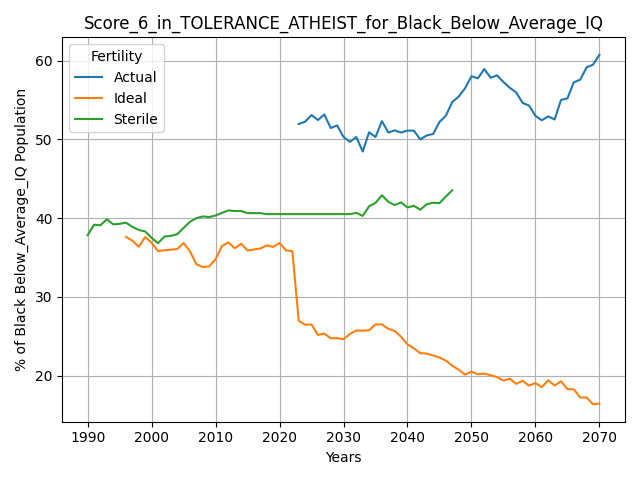 Score_6_in_TOLERANCE_ATHEIST_for_Black_Below_Average_IQ
Fertility
Actual
Ideal
Sterile
% of Black Below_Average_IQ Population
60
50
40
30
20
1990 2000 2010 2020 2030 2040 2050 2060 2070
Years